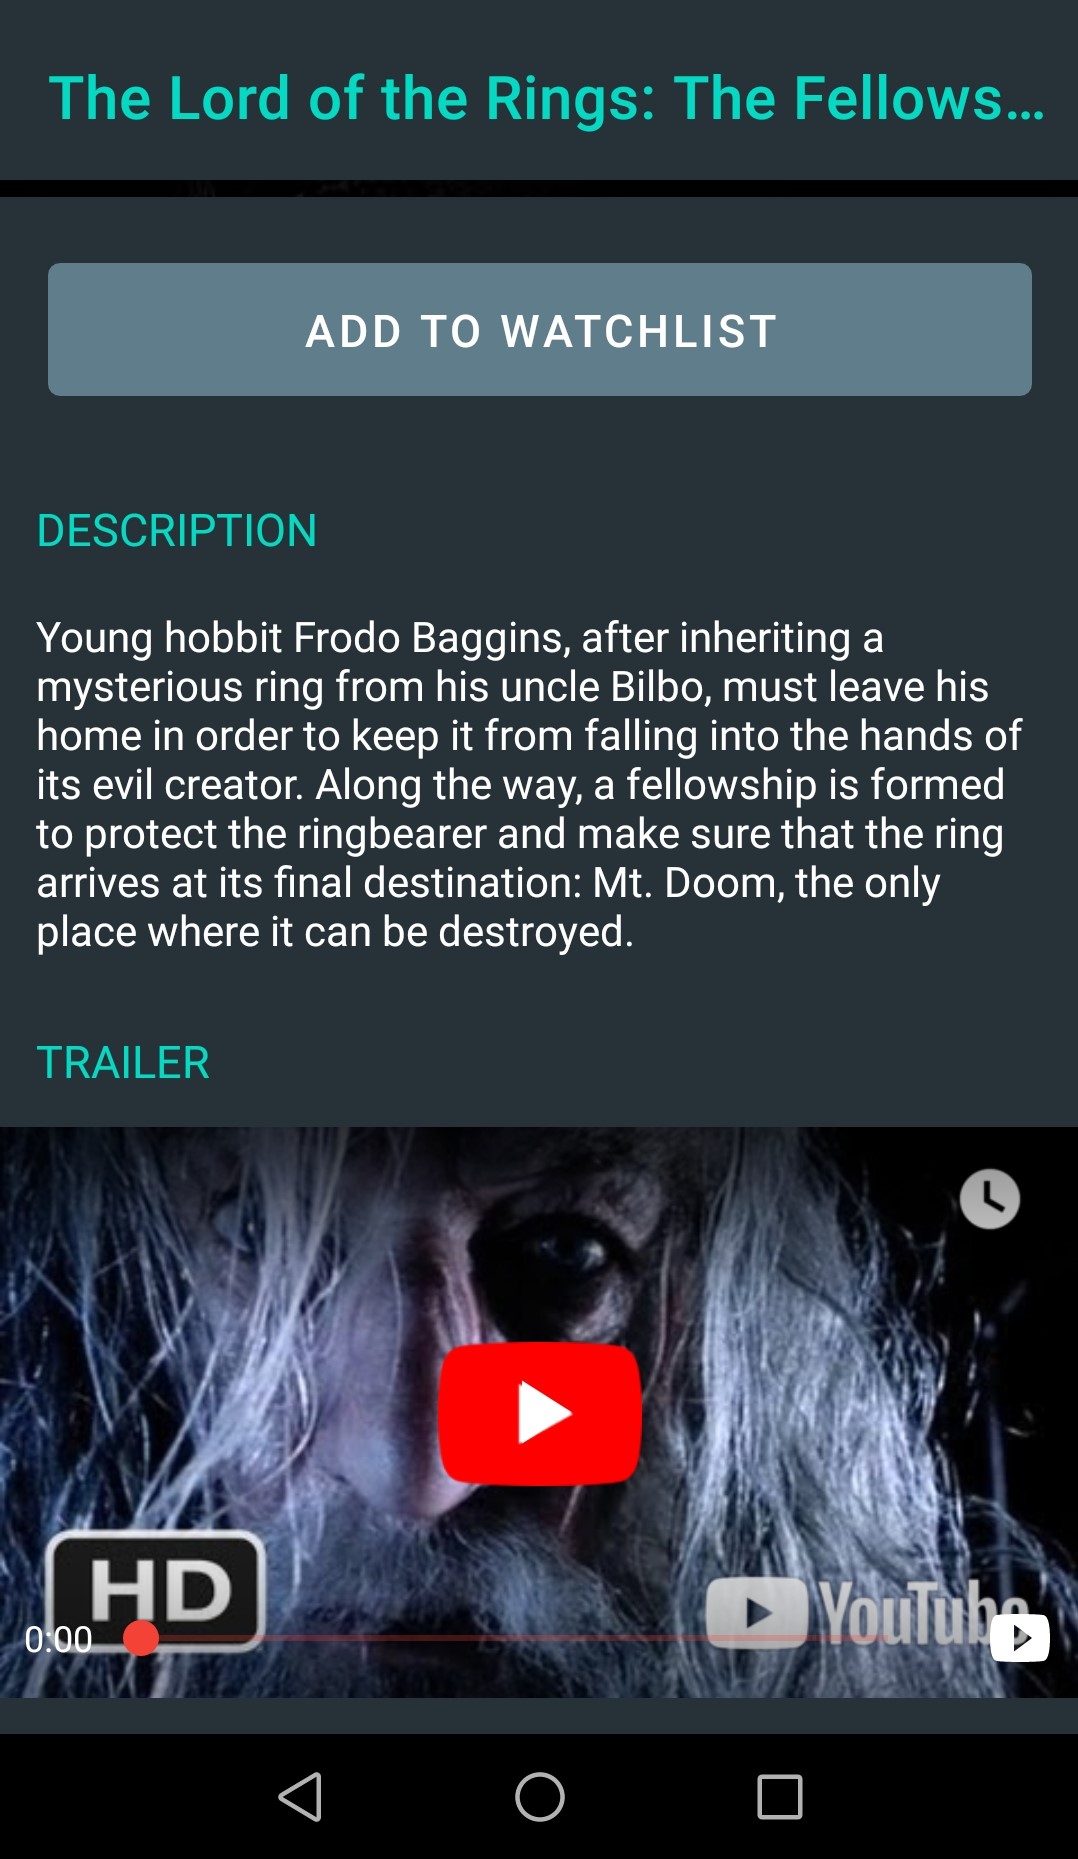 The Lord of the Rings: The Fellows...
ADD TO WATCHLIST
DESCRIPTION
Young hobbit Frodo Baggins, after inheriting a
mysterious ring from his uncle Bilbo, must leave his
home in order to keep it from falling into the hands of
its evil creator. Along the way, a fellowship is formed
to protect the ringbearer and make sure that the ring
arrives at its final destination: Mt. Doom, the only
place where it can be destroyed.
TRAILER
HD
0:00
YouTube